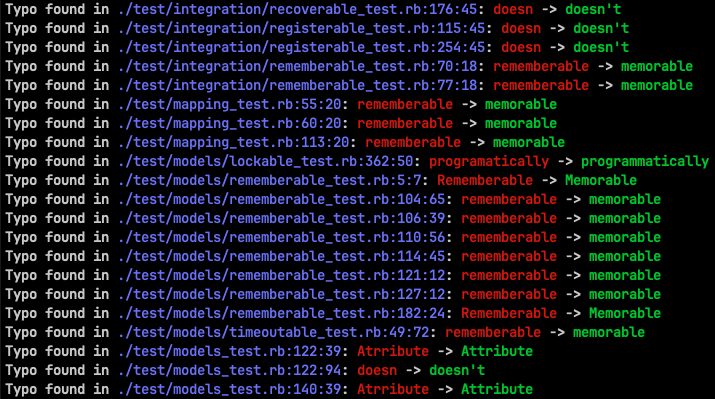 Typo found in ./test/integration/recoverable_test.rb:176:45: doesn -> doesn't
Typo found in ./test/integration/registerable_test.rb:115:45: doesn -> doesn't
Typo found in ./test/integration/registerable_test.rb:254:45: doesn -> doesn't
Typo found in ./test/integration/rememberable_test.rb:70:18: rememberable -> memorable
Typo found in ./test/integration/rememberable_test.rb:77:18: rememberable -> memorable
Typo found in ./test/mapping_test.rb:55:20: rememberable -> memorable
Typo found in ./test/mapping_test.rb:60:20: rememberable -> memorable
Typo found in ./test/mapping_test.rb:113:20: rememberable -> memorable
Typo found in ./test/models/lockable_test.rb:362:50: programatically -> programmatically
Typo found in ./test/models/rememberable_test.rb:5:7: Rememberable -> Memorable
Typo found in ./test/models/rememberable_test.rb:104:65: rememberable -> memorable
Typo found in ./test/models/rememberable_test.rb:106:39: rememberable -> memorable
Typo found in ./test/models/rememberable_test.rb:110:56: rememberable -> memorable
Typo found in ./test/models/rememberable_test.rb:114:45: rememberable -> memorable
Typo found in ./test/models/rememberable_test.rb:121:12: rememberable -> memorable
Typo found in ./test/models/rememberable_test.rb:127:12: rememberable -> memorable
Typo found in ./test/models/rememberable_test.rb:182:24: Rememberable -> Memorable
Typo found in ./test/models/timeoutable_test.rb:49:72: rememberable -> memorable
Typo found in ./test/models_test.rb:122:39: Atrribute -> Attribute
Typo found in ./test/models_test.rb:122:94: doesn -> doesn't
Typo found in ./test/models_test.rb:140:39: Atrribute -> Attribute